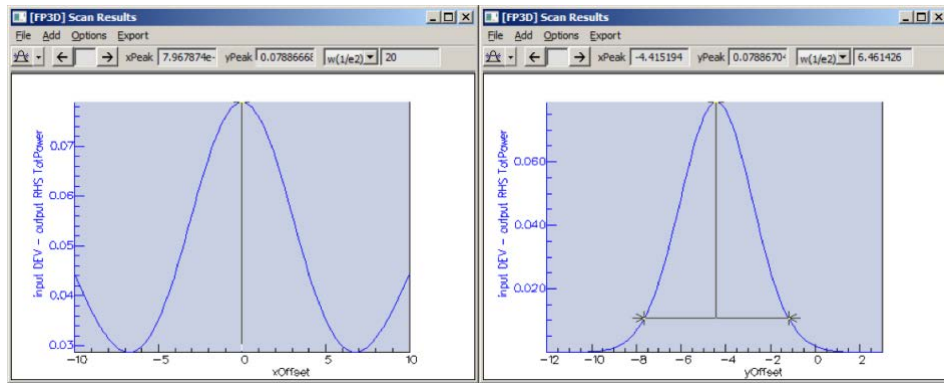 [FP3D] Scan Results
File Add Options Export
xPeak 7.967874e- yPeak 0.0788666 w(1/e2) 20
0.07
0.06
0.05
0.04
0.03
input DEV - output RHS TotPower
-10 -5 0 5 10
xOffset
[FP3D] Scan Results
File Add Options Export
xPeak -4.415194 yPeak 0.0788670 w(1/e2) 6.461426
0.060
0.040
0.020
input DEV - output RHS TotPower
-12 -10 -8 -6 -4 -2 0 2
yOffset